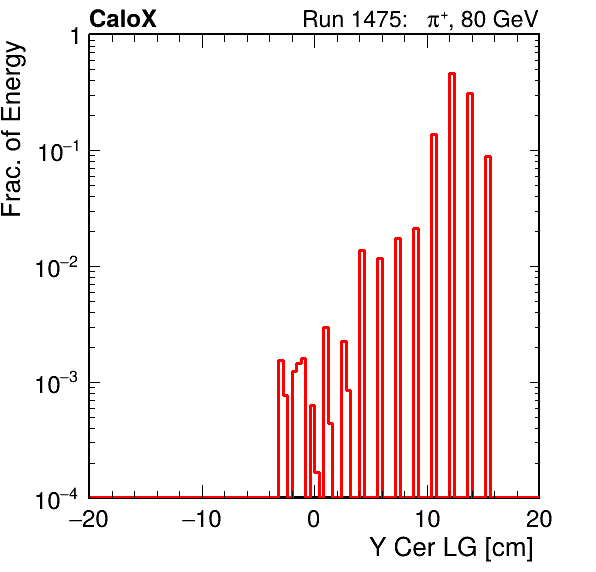 CaloX Run 1475: π⁺, 80 GeV
Frac. of Energy
1
10⁻¹
10⁻²
10⁻³
10⁻⁴
−20 −10 0 10 20
Y Cer LG [cm]